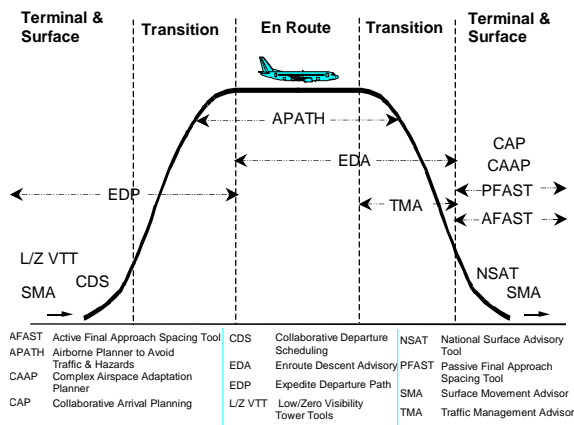 Terminal & Surface
Transition
En Route
Transition
Terminal & Surface
APATH
CAP
CAAP
EDA
PFAST
EDP
TMA
AFAST
L/Z VTT
CDS
SMA
NSAT
SMA
AFAST Active Final Approach Spacing Tool
APATH Airborne Planner to Avoid
Traffic & Hazards
CAAP Complex Airspace Adaptation
Planner
CAP Collaborative Arrival Planning
CDS Collaborative Departure
Scheduling
EDA Enroute Descent Advisory
EDP Expedite Departure Path
L/Z VTT Low/Zero Visibility
Tower Tools
NSAT National Surface Advisory
Tool
PFAST Passive Final Approach
Spacing Tool
SMA Surface Movement Advisor
TMA Traffic Management Advisor